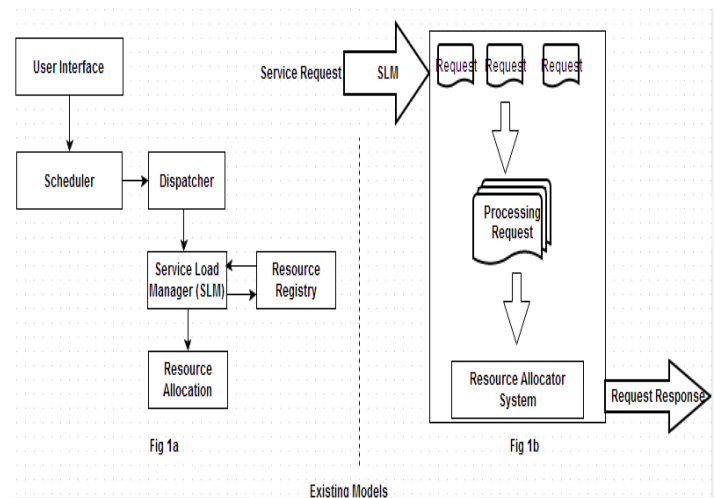 User Interface
Scheduler
Dispatcher
Service Load
Manager (SLM)
Resource
Registry
Resource
Allocation
Fig 1a
Service Request
SLM
Request
Request
Request
Processing
Request
Resource Allocator
System
Request Response
Fig 1b
Existing Models